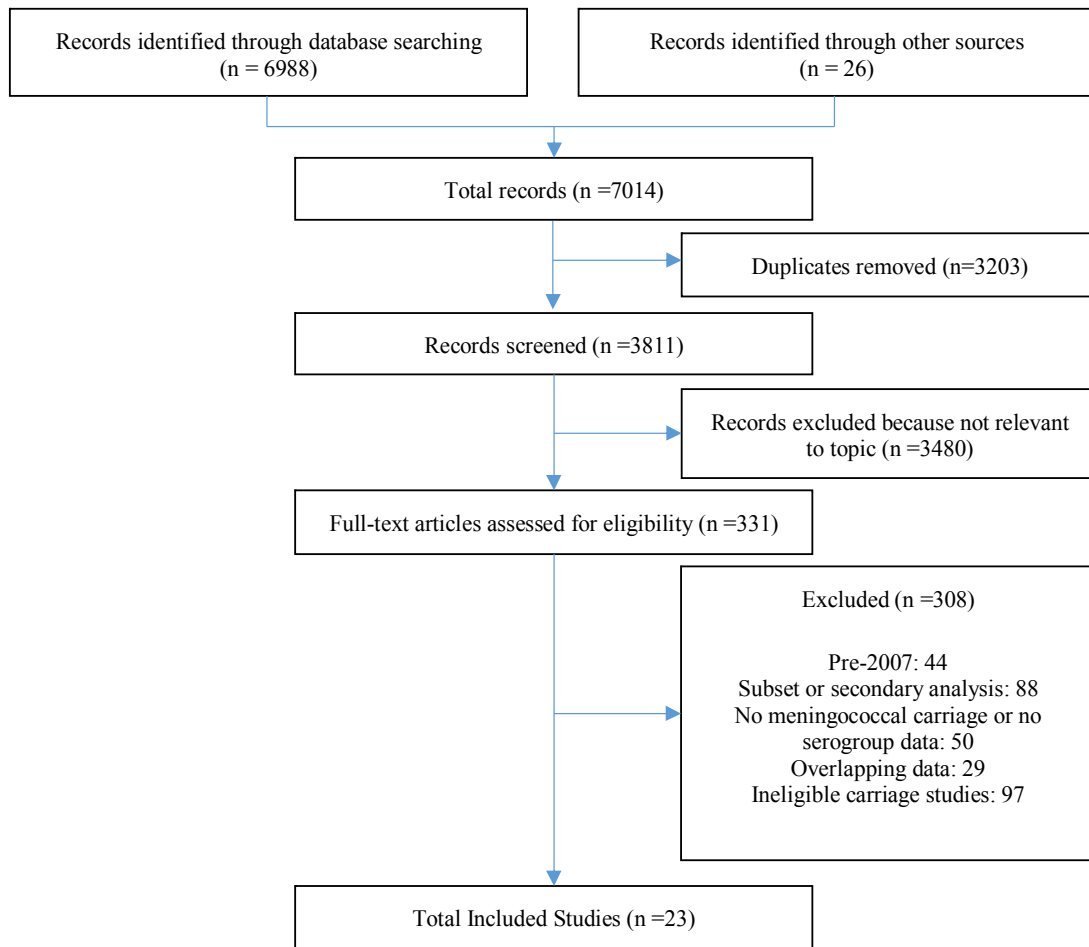 Records identified through database searching
(n = 6988)
Records identified through other sources
(n = 26)
Total records (n =7014)
Duplicates removed (n=3203)
Records screened (n =3811)
Records excluded because not relevant
to topic (n =3480)
Full-text articles assessed for eligibility (n =331)
Excluded (n =308)
Pre-2007: 44
Subset or secondary analysis: 88
No meningococcal carriage or no
serogroup data: 50
Overlapping data: 29
Ineligible carriage studies: 97
Total Included Studies (n =23)